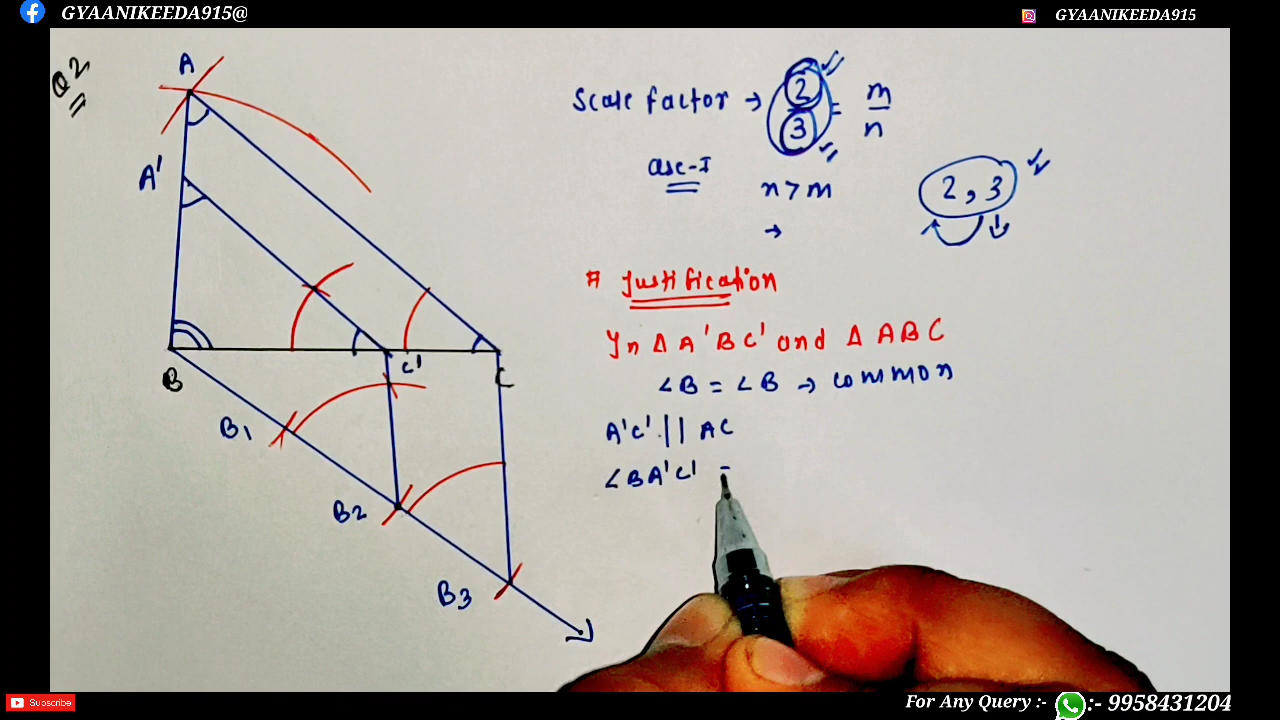 GYAANIKEEDA915@
GYAANIKEEDA915
Q2
A
A'
B
C'
C
B1
B2
B3
Scale factor → 2/3 = m/n
n > m
2, 3
→
# Justification
In Δ A'BC' and Δ ABC
∠B = ∠B → common
A'C' || AC
∠BA'C' =
Subscribe
For Any Query :- :- 9958431204